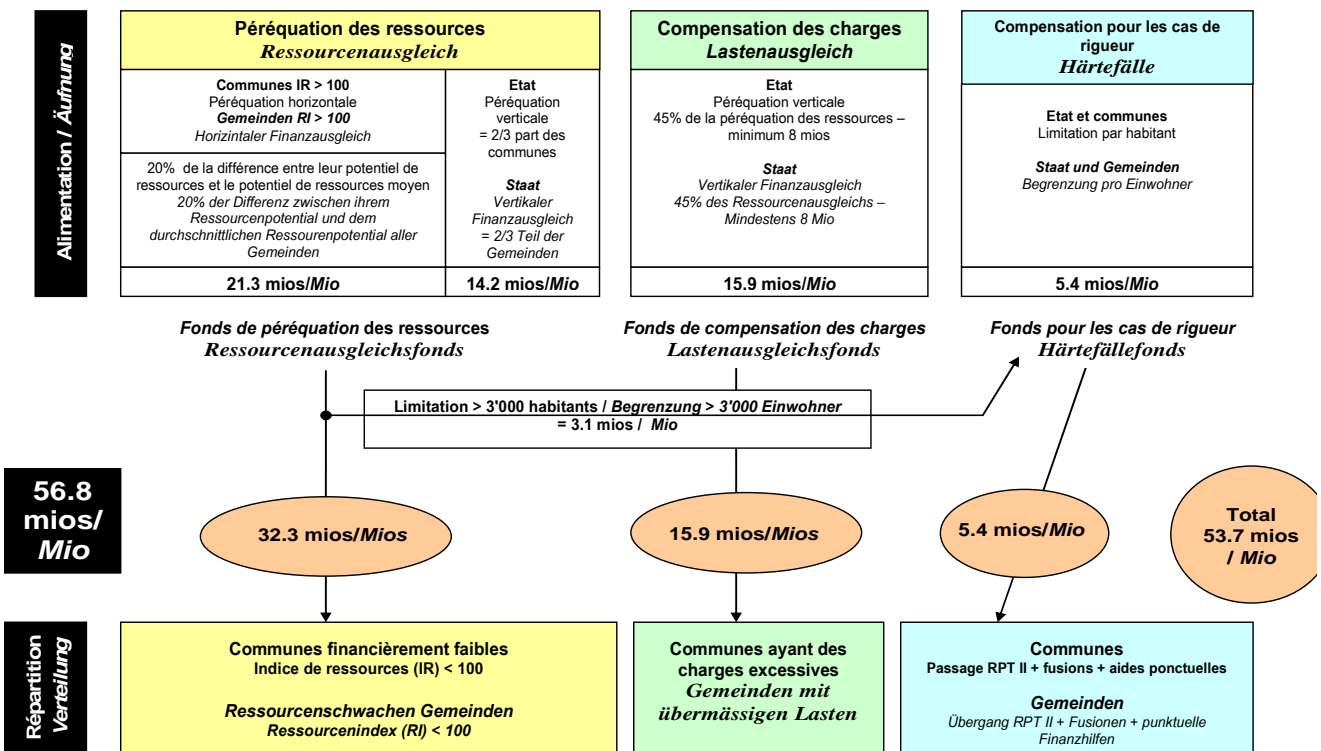 Alimentation / Äufnung
Péréquation des ressources
Ressourcenausgleich
Communes IR > 100
Péréquation horizontale
Gemeinden RI > 100
Horizintaler Finanzausgleich
20% de la différence entre leur potentiel de
ressources et le potentiel de ressources moyen
20% der Differenz zwischen ihrem
Ressourcenpotential und dem
durchschnittlichen Ressourenpotential aller
Gemeinden
21.3 mios/Mio
Etat
Péréquation
verticale
= 2/3 part des
communes
Staat
Vertikaler
Finanzausgleich
= 2/3 Teil der
Gemeinden
14.2 mios/Mio
Compensation des charges
Lastenausgleich
Etat
Péréquation verticale
45% de la péréquation des ressources –
minimum 8 mios
Staat
Vertikaler Finanzausgleich
45% des Ressourcenausgleichs –
Mindestens 8 Mio
15.9 mios/Mio
Compensation pour les cas de
rigueur
Härtefälle
Etat et communes
Limitation par habitant
Staat und Gemeinden
Begrenzung pro Einwohner
5.4 mios/Mio
Fonds de péréquation des ressources
Ressourcenausgleichsfonds
Fonds de compensation des charges
Lastenausgleichsfonds
Fonds pour les cas de rigueur
Härtefällefonds
Limitation > 3'000 habitants / Begrenzung > 3'000 Einwohner
= 3.1 mios / Mio
56.8
mios/
Mio
32.3 mios/Mios
15.9 mios/Mios
5.4 mios/Mio
Total
53.7 mios
/ Mio
Répartition
Verteilung
Communes financièrement faibles
Indice de ressources (IR) < 100
Ressourcenschwachen Gemeinden
Ressourcenindex (RI) < 100
Communes ayant des
charges excessives
Gemeinden mit
übermässigen Lasten
Communes
Passage RPT II + fusions + aides ponctuelles
Gemeinden
Übergang RPT II + Fusionen + punktuelle
Finanzhilfen